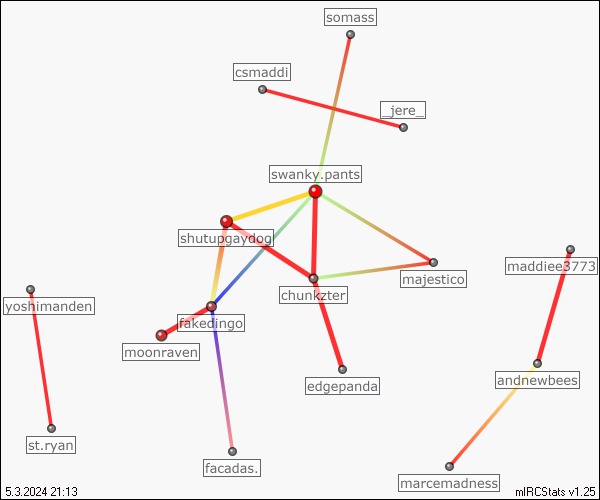 somass
csmaddi
_jere_
swanky.pants
shutupgaydog
maddiee3773
majestico
chunkzter
yoshimanden
fakedingo
moonraven
andnewbees
edgepanda
st.ryan
facadas.
marcemadness
5.3.2024 21:13
mIRCStats v1.25